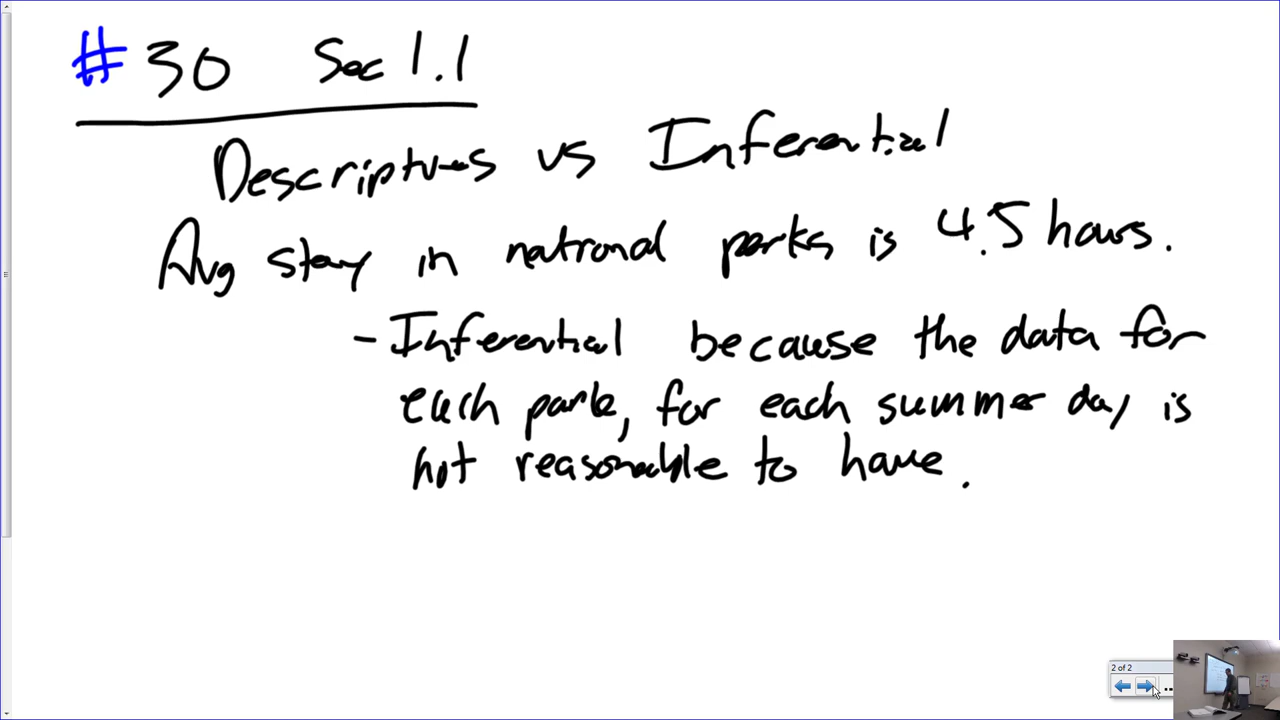 # 30 Sec 1.1
Descriptives vs Inferential
Avg stay in national parks is 4.5 hours.
- Inferential because the data for
each park, for each summer day is
not reasonable to have.
2 of 2